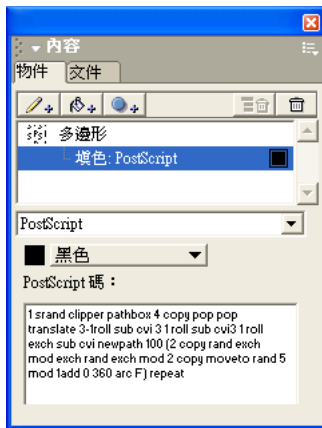 內容
物件 文件
多邊形
填色: PostScript
PostScript
黑色
PostScript 碼：
1 srand clipper pathbox 4 copy pop pop
translate 3-1roll sub cvi 3 1 roll sub cvi3 1 roll
exch sub cvi newpath 100 (2 copy rand exch
mod exch rand exch mod 2 copy moveto rand 5
mod 1add 0 360 arc F) repeat